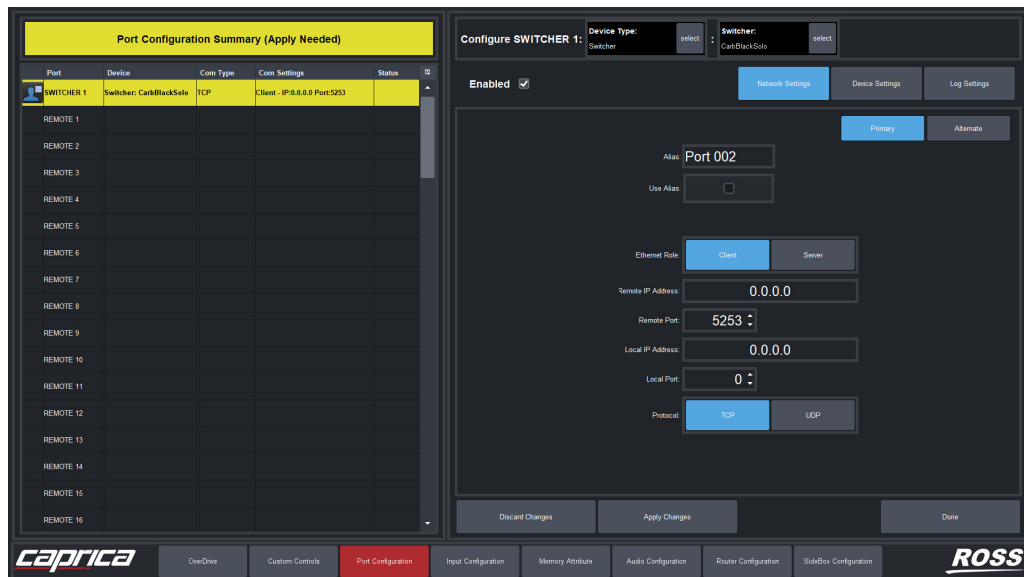 Port Configuration Summary (Apply Needed)
Port Device Com Type Com Settings Status
SWITCHER 1 Switcher: CarbBlackSolo TCP Client - IP:0.0.0.0 Port:5253
REMOTE 1
REMOTE 2
REMOTE 3
REMOTE 4
REMOTE 5
REMOTE 6
REMOTE 7
REMOTE 8
REMOTE 9
REMOTE 10
REMOTE 11
REMOTE 12
REMOTE 13
REMOTE 14
REMOTE 15
REMOTE 16
Configure SWITCHER 1: Device Type: Switcher select : Switcher: CarbBlackSolo select
Enabled Network Settings Device Settings Log Settings
Primary Alternate
Alias: Port 002
Use Alias:
Ethernet Role: Client Server
Remote IP Address: 0.0.0.0
Remote Port: 5253
Local IP Address: 0.0.0.0
Local Port: 0
Protocol: TCP UDP
Discard Changes Apply Changes Done
caprica OverDrive Custom Controls Port Configuration Input Configuration Memory Attribute Audio Configuration Router Configuration SideBox Configuration ROSS